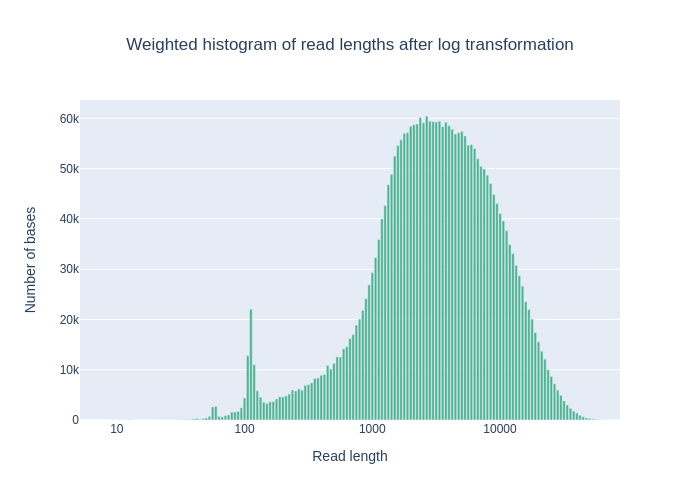 Weighted histogram of read lengths after log transformation
Number of bases
60k
50k
40k
30k
20k
10k
0
10
100
1000
10000
Read length